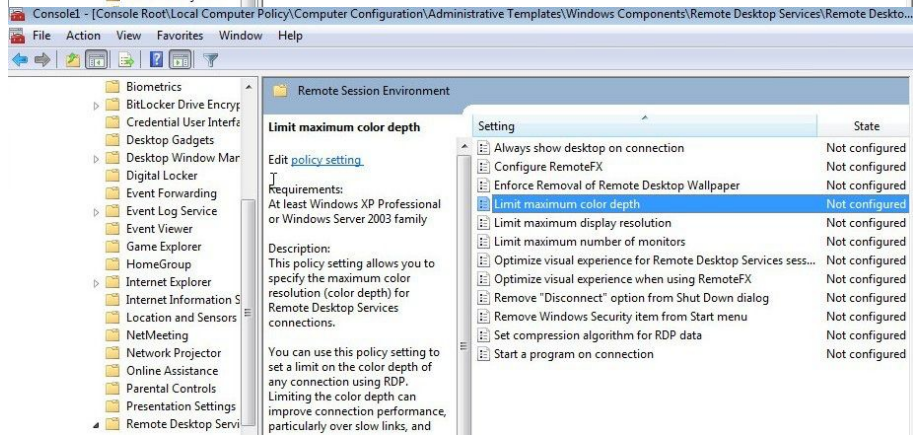 Console1 - [Console Root\Local Computer Policy\Computer Configuration\Administrative Templates\Windows Components\Remote Desktop Services\Remote Deskto...
File Action View Favorites Window Help
Biometrics
BitLocker Drive Encryp
Credential User Interfa
Desktop Gadgets
Desktop Window Mar
Digital Locker
Event Forwarding
Event Log Service
Event Viewer
Game Explorer
HomeGroup
Internet Explorer
Internet Information S
Location and Sensors
NetMeeting
Network Projector
Online Assistance
Parental Controls
Presentation Settings
Remote Desktop Servi
Remote Session Environment
Limit maximum color depth
Edit policy setting
Requirements:
At least Windows XP Professional
or Windows Server 2003 family
Description:
This policy setting allows you to
specify the maximum color
resolution (color depth) for
Remote Desktop Services
connections.
You can use this policy setting to
set a limit on the color depth of
any connection using RDP.
Limiting the color depth can
improve connection performance,
particularly over slow links, and
Setting State
Always show desktop on connection Not configured
Configure RemoteFX Not configured
Enforce Removal of Remote Desktop Wallpaper Not configured
Limit maximum color depth Not configured
Limit maximum display resolution Not configured
Limit maximum number of monitors Not configured
Optimize visual experience for Remote Desktop Services sess... Not configured
Optimize visual experience when using RemoteFX Not configured
Remove "Disconnect" option from Shut Down dialog Not configured
Remove Windows Security item from Start menu Not configured
Set compression algorithm for RDP data Not configured
Start a program on connection Not configured